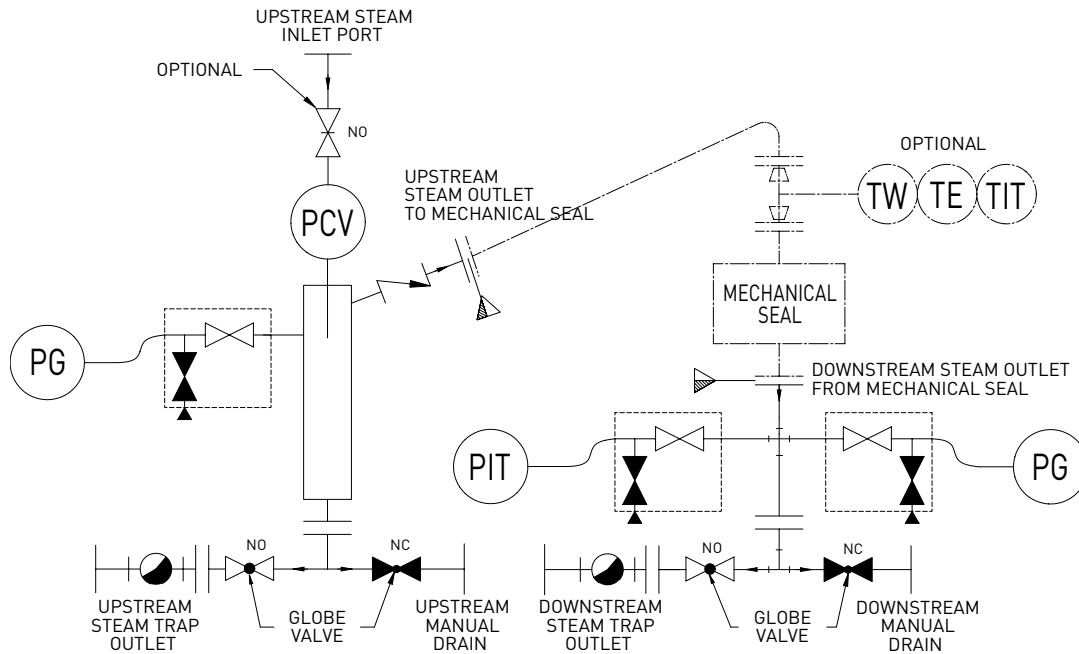 UPSTREAM STEAM
INLET PORT
OPTIONAL
NO
PCV
UPSTREAM
STEAM OUTLET
TO MECHANICAL SEAL
OPTIONAL
TW
TE
TIT
MECHANICAL
SEAL
PG
DOWNSTREAM STEAM OUTLET
FROM MECHANICAL SEAL
PIT
PG
NO
NC
NO
NC
UPSTREAM
STEAM TRAP
OUTLET
GLOBE
VALVE
UPSTREAM
MANUAL
DRAIN
DOWNSTREAM
STEAM TRAP
OUTLET
GLOBE
VALVE
DOWNSTREAM
MANUAL
DRAIN